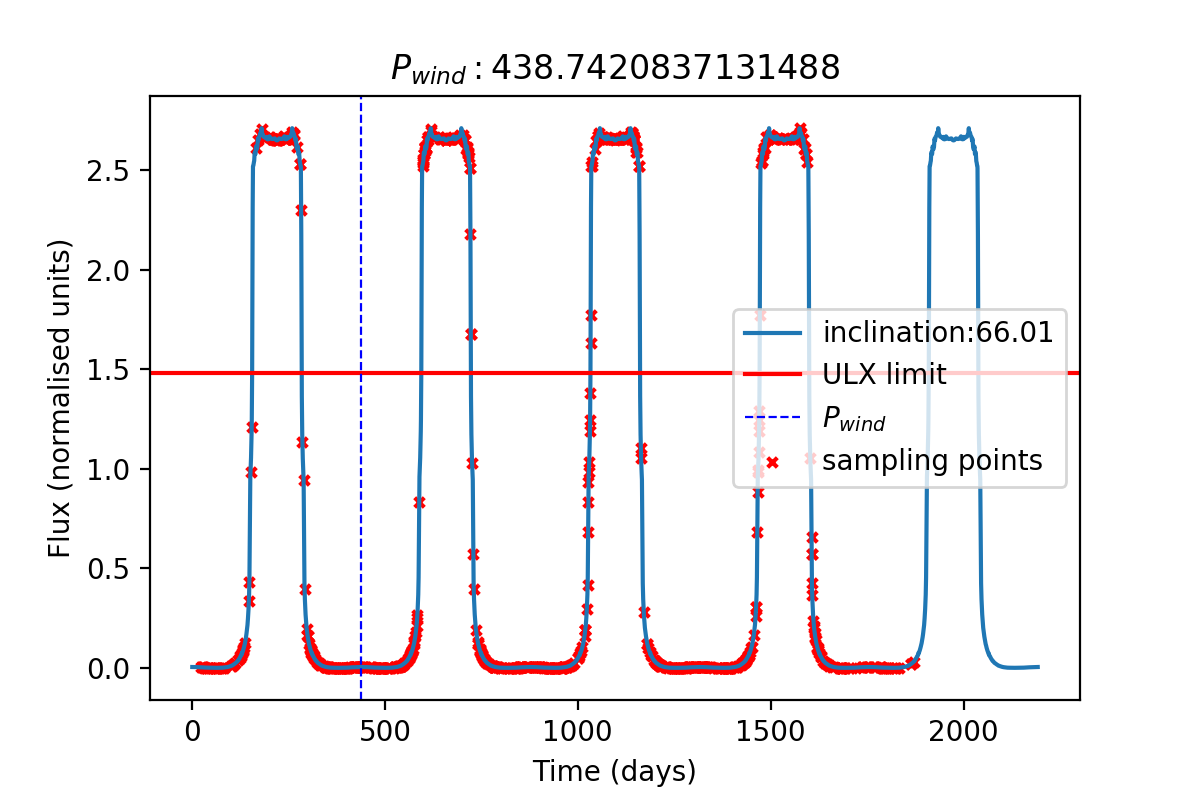 P_wind : 438.7420837131488
Flux (normalised units)
2.5
2.0
1.5
1.0
0.5
0.0
inclination:66.01
ULX limit
P_wind
sampling points
0 500 1000 1500 2000
Time (days)